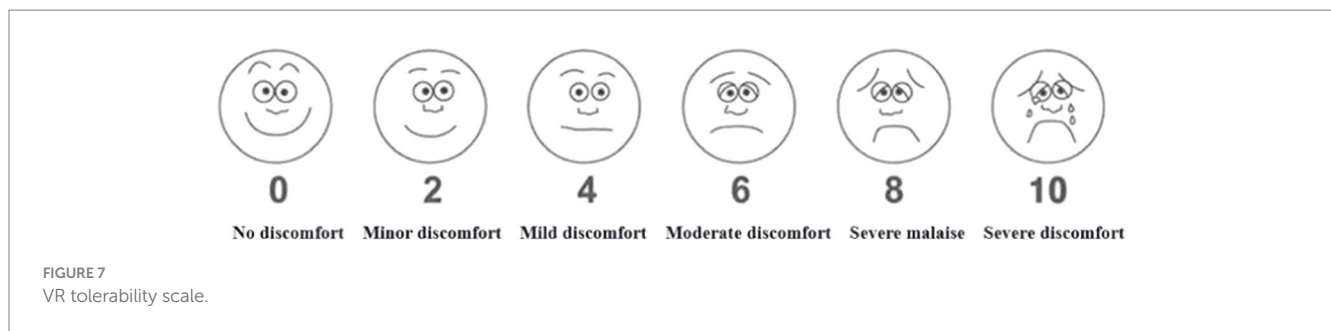 0 2 4 6 8 10
No discomfort Minor discomfort Mild discomfort Moderate discomfort Severe malaise Severe discomfort
FIGURE 7
VR tolerability scale.